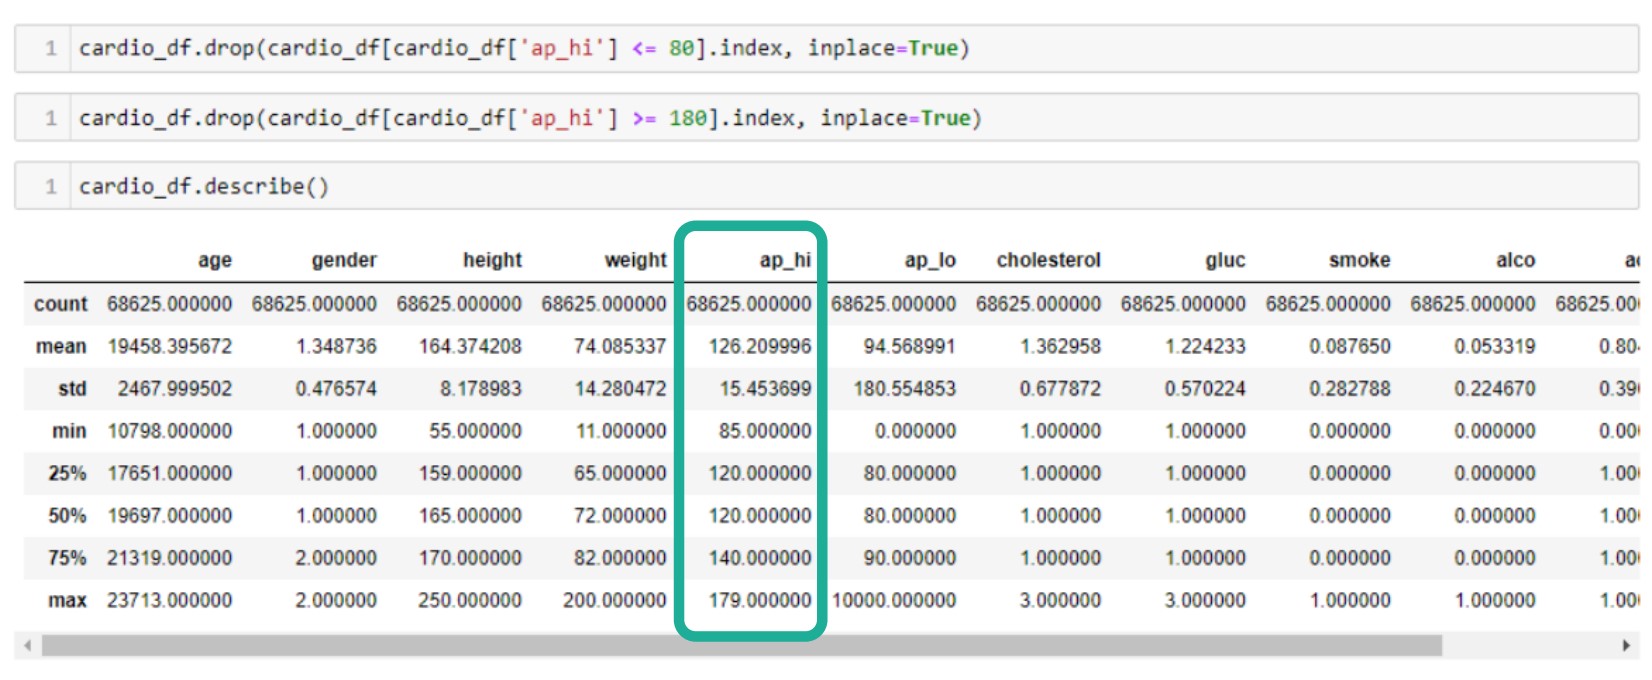 1 cardio_df.drop(cardio_df[cardio_df['ap_hi'] <= 80].index, inplace=True)
1 cardio_df.drop(cardio_df[cardio_df['ap_hi'] >= 180].index, inplace=True)
1 cardio_df.describe()
age gender height weight ap_hi ap_lo cholesterol gluc smoke alco
count 68625.000000 68625.000000 68625.000000 68625.000000 68625.000000 68625.000000 68625.000000 68625.000000 68625.000000 68625.000000 68625.00
mean 19458.395672 1.348736 164.374208 74.085337 126.209996 94.568991 1.362958 1.224233 0.087650 0.053319 0.80
std 2467.999502 0.476574 8.178983 14.280472 15.453699 180.554853 0.677872 0.570224 0.282788 0.224670 0.39
min 10798.000000 1.000000 55.000000 11.000000 85.000000 0.000000 1.000000 1.000000 0.000000 0.000000 0.00
25% 17651.000000 1.000000 159.000000 65.000000 120.000000 80.000000 1.000000 1.000000 0.000000 0.000000 1.00
50% 19697.000000 1.000000 165.000000 72.000000 120.000000 80.000000 1.000000 1.000000 0.000000 0.000000 1.00
75% 21319.000000 2.000000 170.000000 82.000000 140.000000 90.000000 1.000000 1.000000 0.000000 0.000000 1.00
max 23713.000000 2.000000 250.000000 200.000000 179.000000 10000.000000 3.000000 3.000000 1.000000 1.000000 1.00